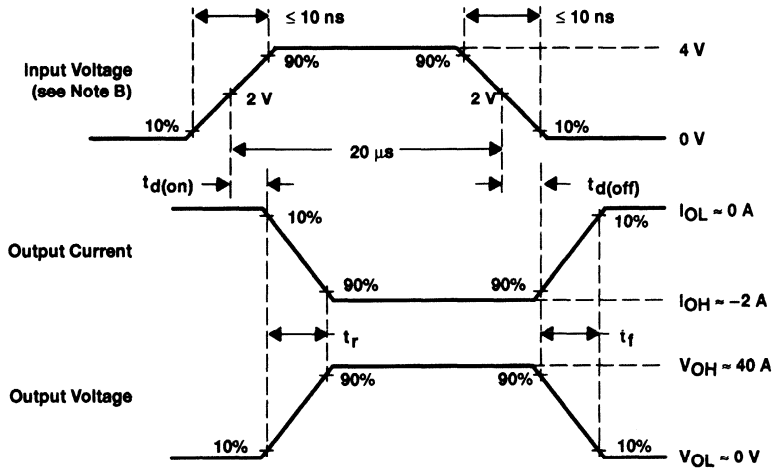 ≤ 10 ns
≤ 10 ns
4 V
90%
90%
Input Voltage
(see Note B)
2 V
2 V
10%
10%
0 V
20 μs
td(on)
td(off)
IOL ≈ 0 A
10%
10%
Output Current
90%
90%
IOH ≈ −2 A
tr
tf
VOH ≈ 40 A
90%
90%
Output Voltage
10%
10%
VOL ≈ 0 V